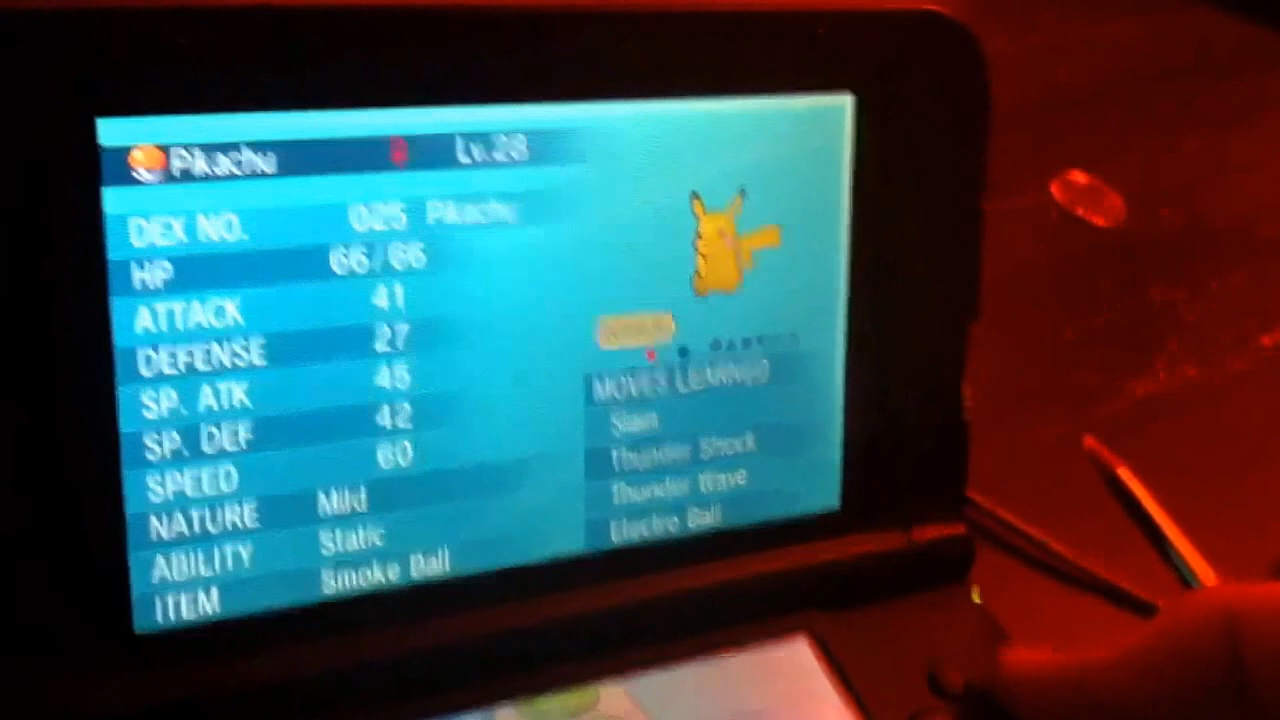 Pikachu Lv.28
DEX NO. 025 Pikachu
HP 66/66
ATTACK 41
DEFENSE 27
SP. ATK 45
SP. DEF 42
SPEED 60
NATURE Mild
ABILITY Static
ITEM Smoke Ball
MOVES LEARNED
Slam
Thunder Shock
Thunder Wave
Electro Ball